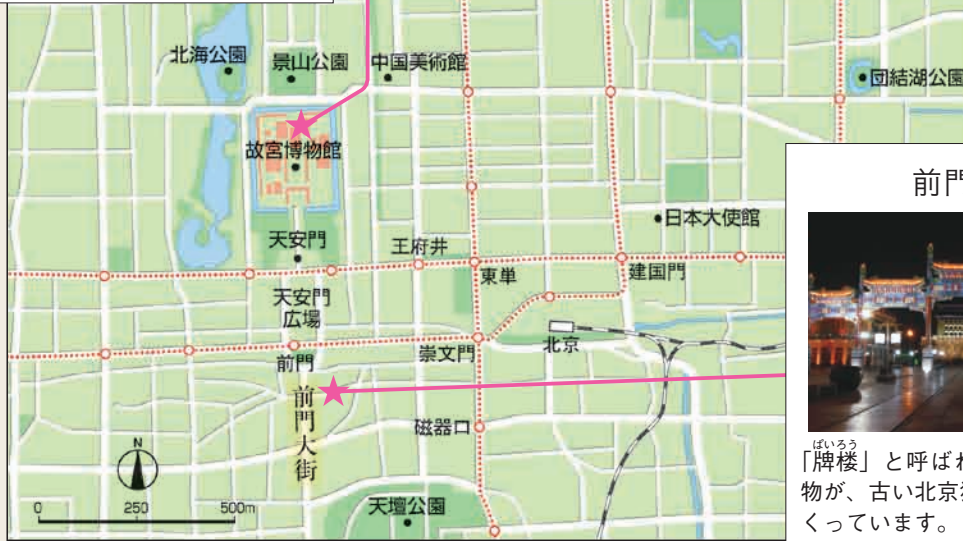 北海公園
景山公園
中国美術館
団結湖公園
故宮博物館
日本大使館
天安門
王府井
東単
建国門
天安門
広場
前門
崇文門
北京
前門大街
磁器口
天壇公園
N
0 250 500m
前門
ぱいろう
「牌楼」と呼ばれ
物が、古い北京
くっています。